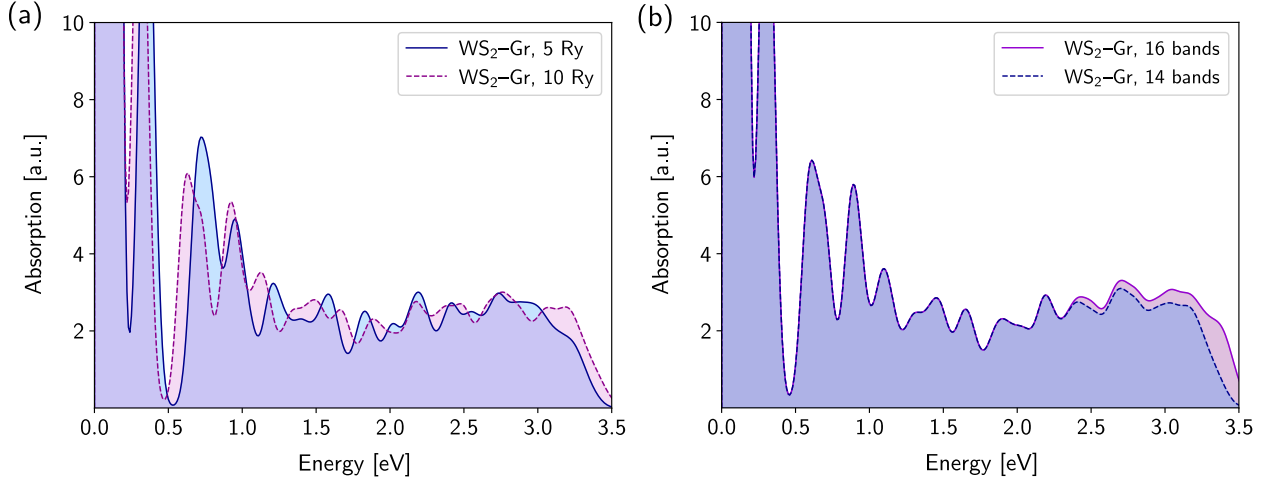 (a)
10
8
6
4
2
Absorption [a.u.]
WS₂–Gr, 5 Ry
WS₂–Gr, 10 Ry
0.0 0.5 1.0 1.5 2.0 2.5 3.0 3.5
Energy [eV]
(b)
10
8
6
4
2
Absorption [a.u.]
WS₂–Gr, 16 bands
WS₂–Gr, 14 bands
0.0 0.5 1.0 1.5 2.0 2.5 3.0 3.5
Energy [eV]